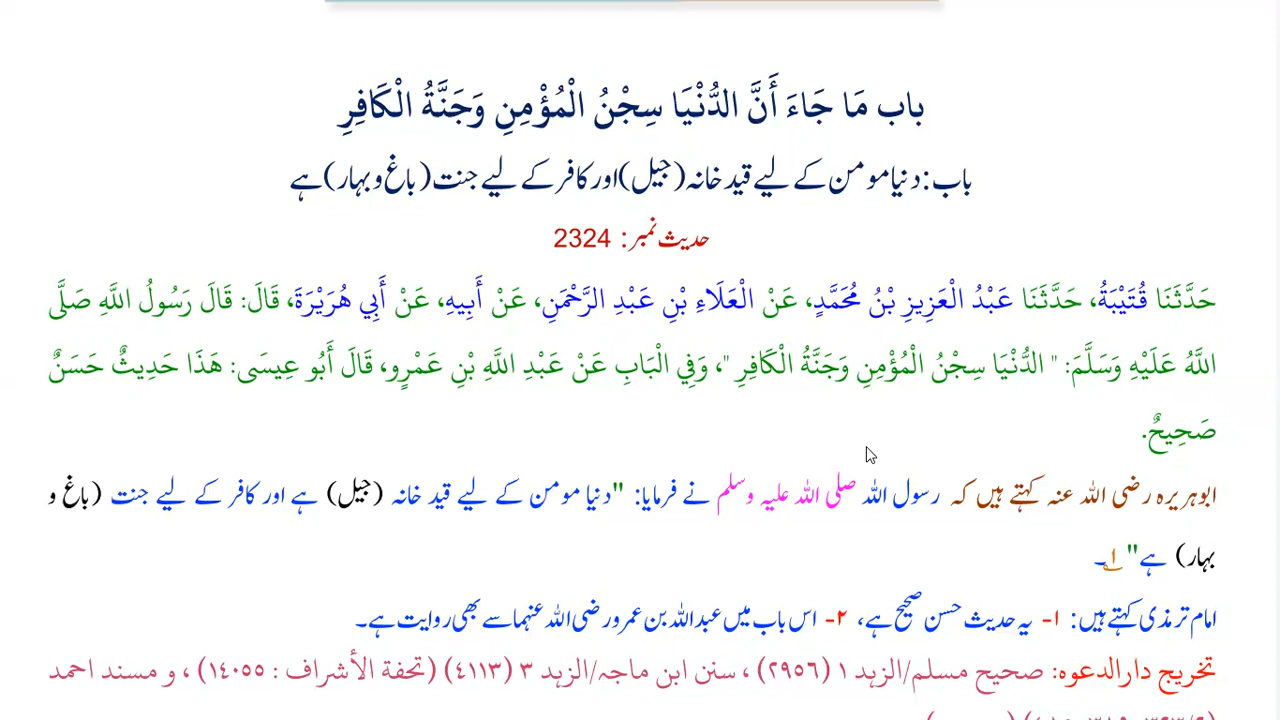 باب مَا جَاءَ أَنَّ الدُّنْيَا سِجْنُ الْمُؤْمِنِ وَجَنَّةُ الْكَافِرِ
باب: دنیا مومن کے لیے قید خانہ (جیل) اور کافر کے لیے جنت (باغ و بہار) ہے
حدیث نمبر: 2324
حَدَّثَنَا قُتَيْبَةُ، حَدَّثَنَا عَبْدُ الْعَزِيزِ بْنُ مُحَمَّدٍ، عَنْ الْعَلَاءِ بْنِ عَبْدِ الرَّحْمَنِ، عَنْ أَبِيهِ، عَنْ أَبِي هُرَيْرَةَ، قَالَ: قَالَ رَسُولُ اللَّهِ صَلَّى
اللَّهُ عَلَيْهِ وَسَلَّمَ: " الدُّنْيَا سِجْنُ الْمُؤْمِنِ وَجَنَّةُ الْكَافِرِ "، وَفِي الْبَابِ عَنْ عَبْدِ اللَّهِ بْنِ عَمْرٍو، قَالَ أَبُو عِيسَى: هَذَا حَدِيثٌ حَسَنٌ
صَحِيحٌ.
ابوہریرہ رضی الله عنہ کہتے ہیں کہ رسول اللہ صلی اللہ علیہ وسلم نے فرمایا: "دنیا مومن کے لیے قید خانہ (جیل) ہے اور کافر کے لیے جنت (باغ و
بہار) ہے" ۱؎۔
امام ترمذی کہتے ہیں: ۱- یہ حدیث حسن صحیح ہے، ۲- اس باب میں عبداللہ بن عمرو رضی الله عنہما سے بھی روایت ہے۔
تخریج دارالدعوہ: صحیح مسلم/الزہد ۱ (۲۹۵۶)، سنن ابن ماجہ/الزہد ۳ (۴۱۱۳) (تحفة الأشراف : ۱۴۰۵۵)، و مسند احمد